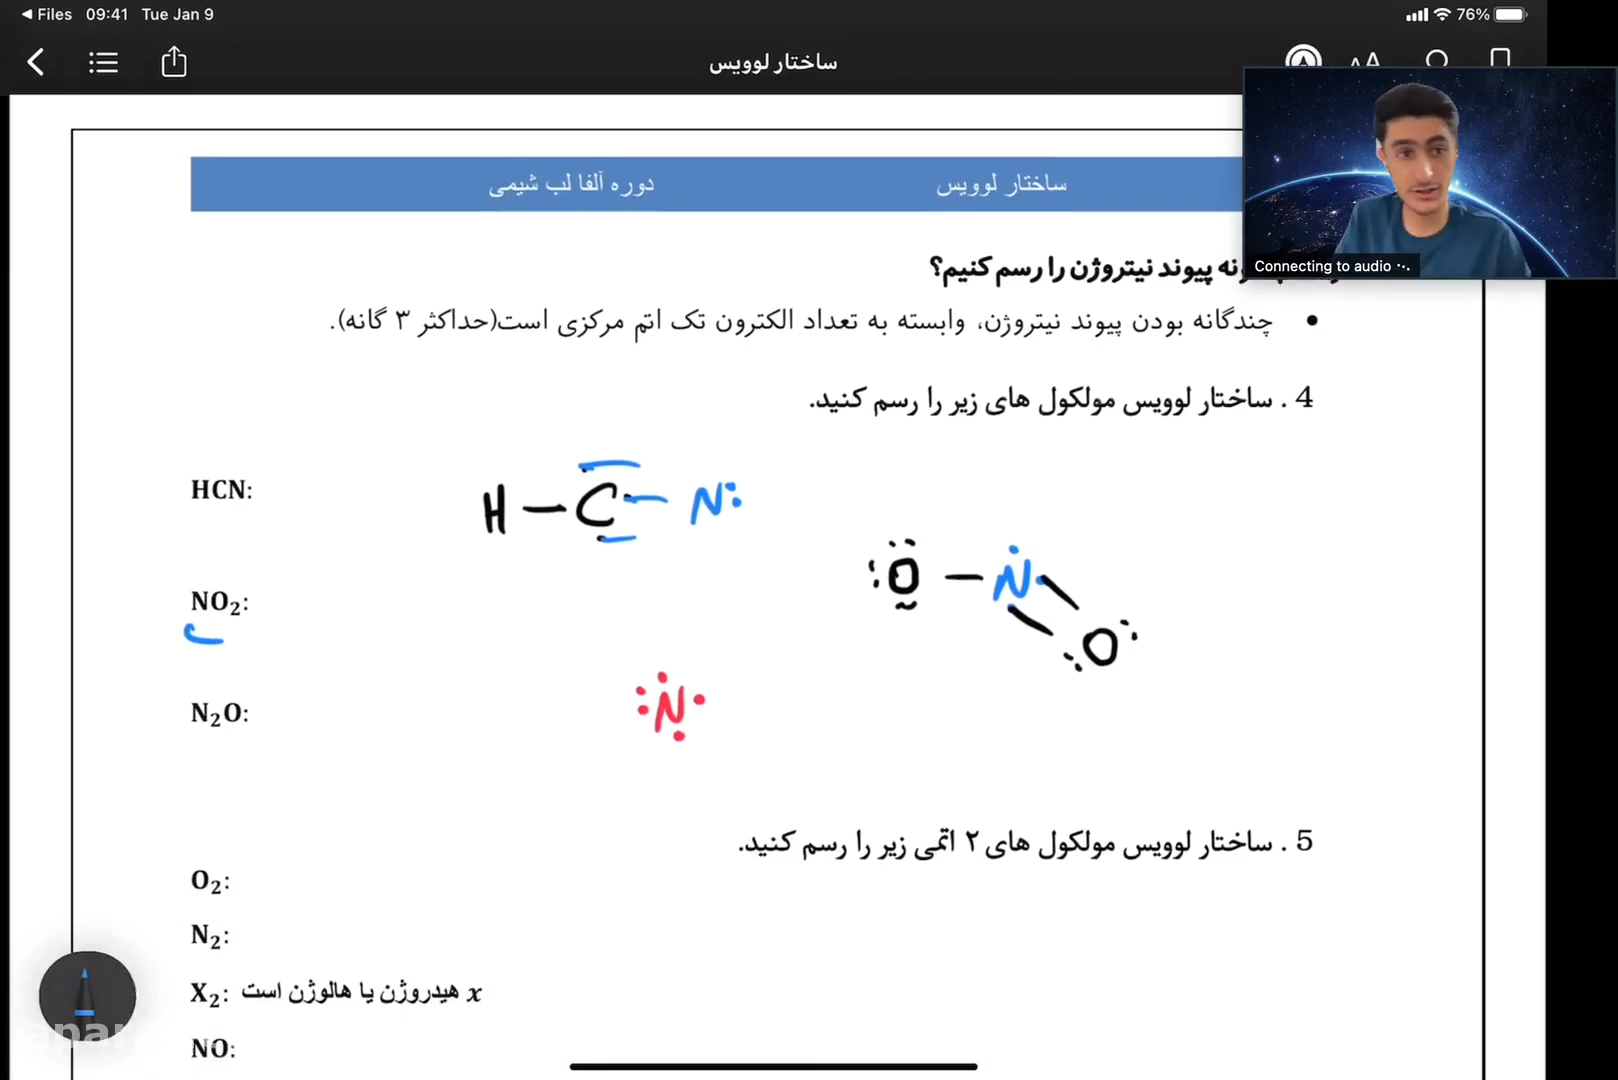 Files 09:41 Tue Jan 9 76%
ساختار لوویس
AA
Connecting to audio
ساختار لوویس دوره آلفا لب شیمی
پیوند نیتروژن را رسم کنیم؟
• چندگانه بودن پیوند نیتروژن، وابسته به تعداد الکترون تک اتم مرکزی است(حداکثر ۳ گانه).
4 . ساختار لوویس مولکول های زیر را رسم کنید.
HCN:
H — C N:
NO₂:
O — N O
N₂O:
N
5 . ساختار لوویس مولکول های ۲ اتمی زیر را رسم کنید.
O₂:
N₂:
X₂: x هیدروژن یا هالوژن است
NO: